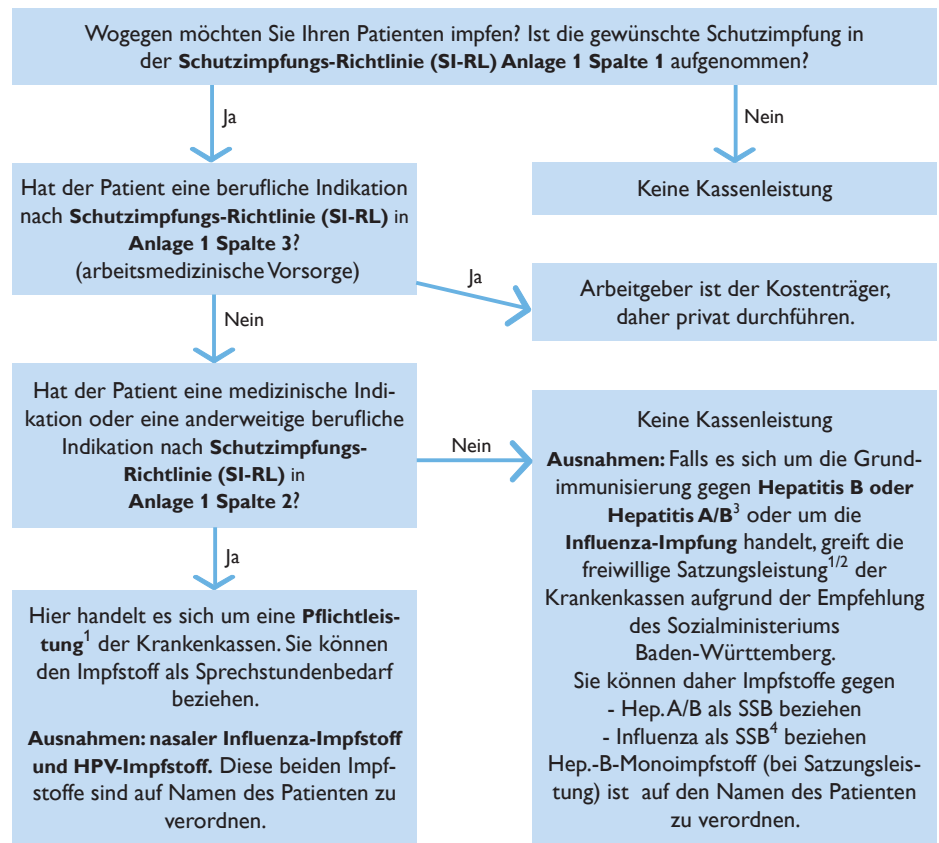 Wogegen möchten Sie Ihren Patienten impfen? Ist die gewünschte Schutzimpfung in
der Schutzimpfungs-Richtlinie (SI-RL) Anlage 1 Spalte 1 aufgenommen?
Ja
Nein
Hat der Patient eine berufliche Indikation
nach Schutzimpfungs-Richtlinie (SI-RL) in
Anlage 1 Spalte 3?
(arbeitsmedizinische Vorsorge)
Keine Kassenleistung
Ja
Arbeitgeber ist der Kostenträger,
daher privat durchführen.
Nein
Hat der Patient eine medizinische Indi-
kation oder eine anderweitige berufliche
Indikation nach Schutzimpfungs-
Richtlinie (SI-RL) in
Anlage 1 Spalte 2?
Nein
Keine Kassenleistung
Ausnahmen: Falls es sich um die Grund-
immunisierung gegen Hepatitis B oder
Hepatitis A/B³ oder um die
Influenza-Impfung handelt, greift die
freiwillige Satzungsleistung¹/² der
Krankenkassen aufgrund der Empfehlung
des Sozialministeriums
Baden-Württemberg.
Sie können daher Impfstoffe gegen
- Hep. A/B als SSB beziehen
- Influenza als SSB⁴ beziehen
Hep.-B-Monoimpfstoff (bei Satzungsleis-
tung) ist auf den Namen des Patienten
zu verordnen.
Ja
Hier handelt es sich um eine Pflichtleis-
tung¹ der Krankenkassen. Sie können
den Impfstoff als Sprechstundenbedarf
beziehen.
Ausnahmen: nasaler Influenza-Impfstoff
und HPV-Impfstoff. Diese beiden Impf-
stoffe sind auf Namen des Patienten zu
verordnen.